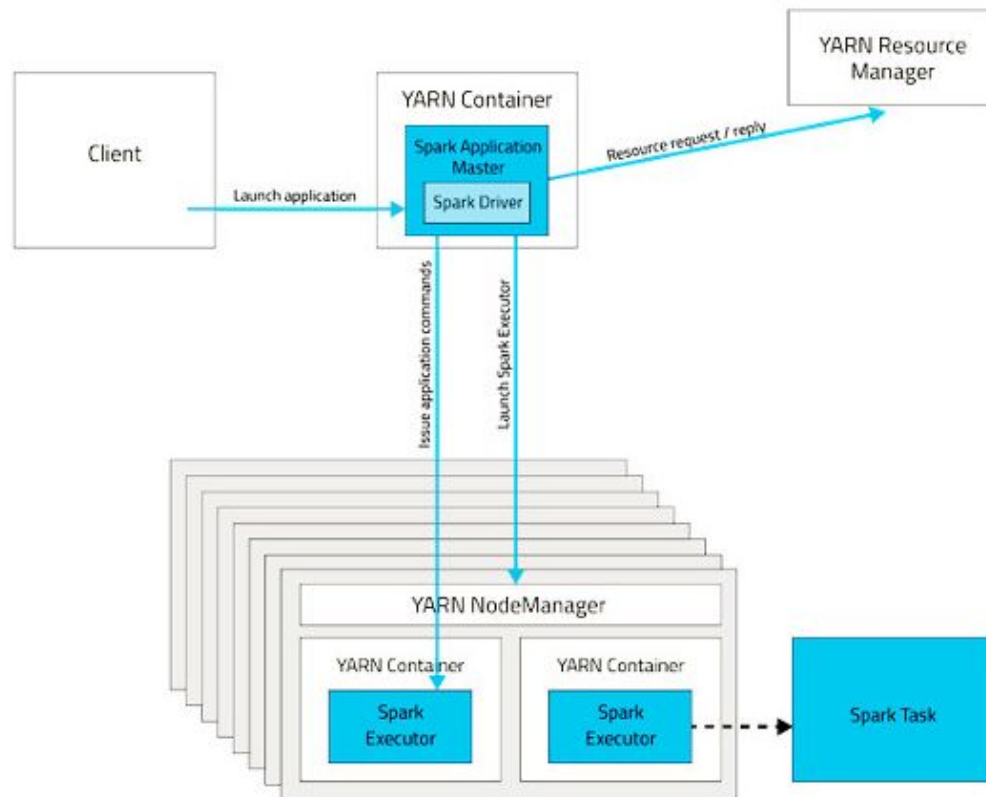 YARN Resource
Manager
YARN Container
Client
Spark Application
Master
Spark Driver
Launch application
Resource request / reply
Issue application commands
Launch Spark Executor
YARN NodeManager
YARN Container
YARN Container
Spark
Executor
Spark
Executor
Spark Task